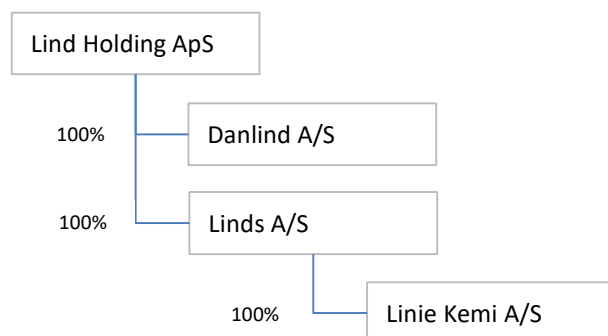 Lind Holding ApS
100%
Danlind A/S
100%
Linds A/S
100%
Linie Kemi A/S